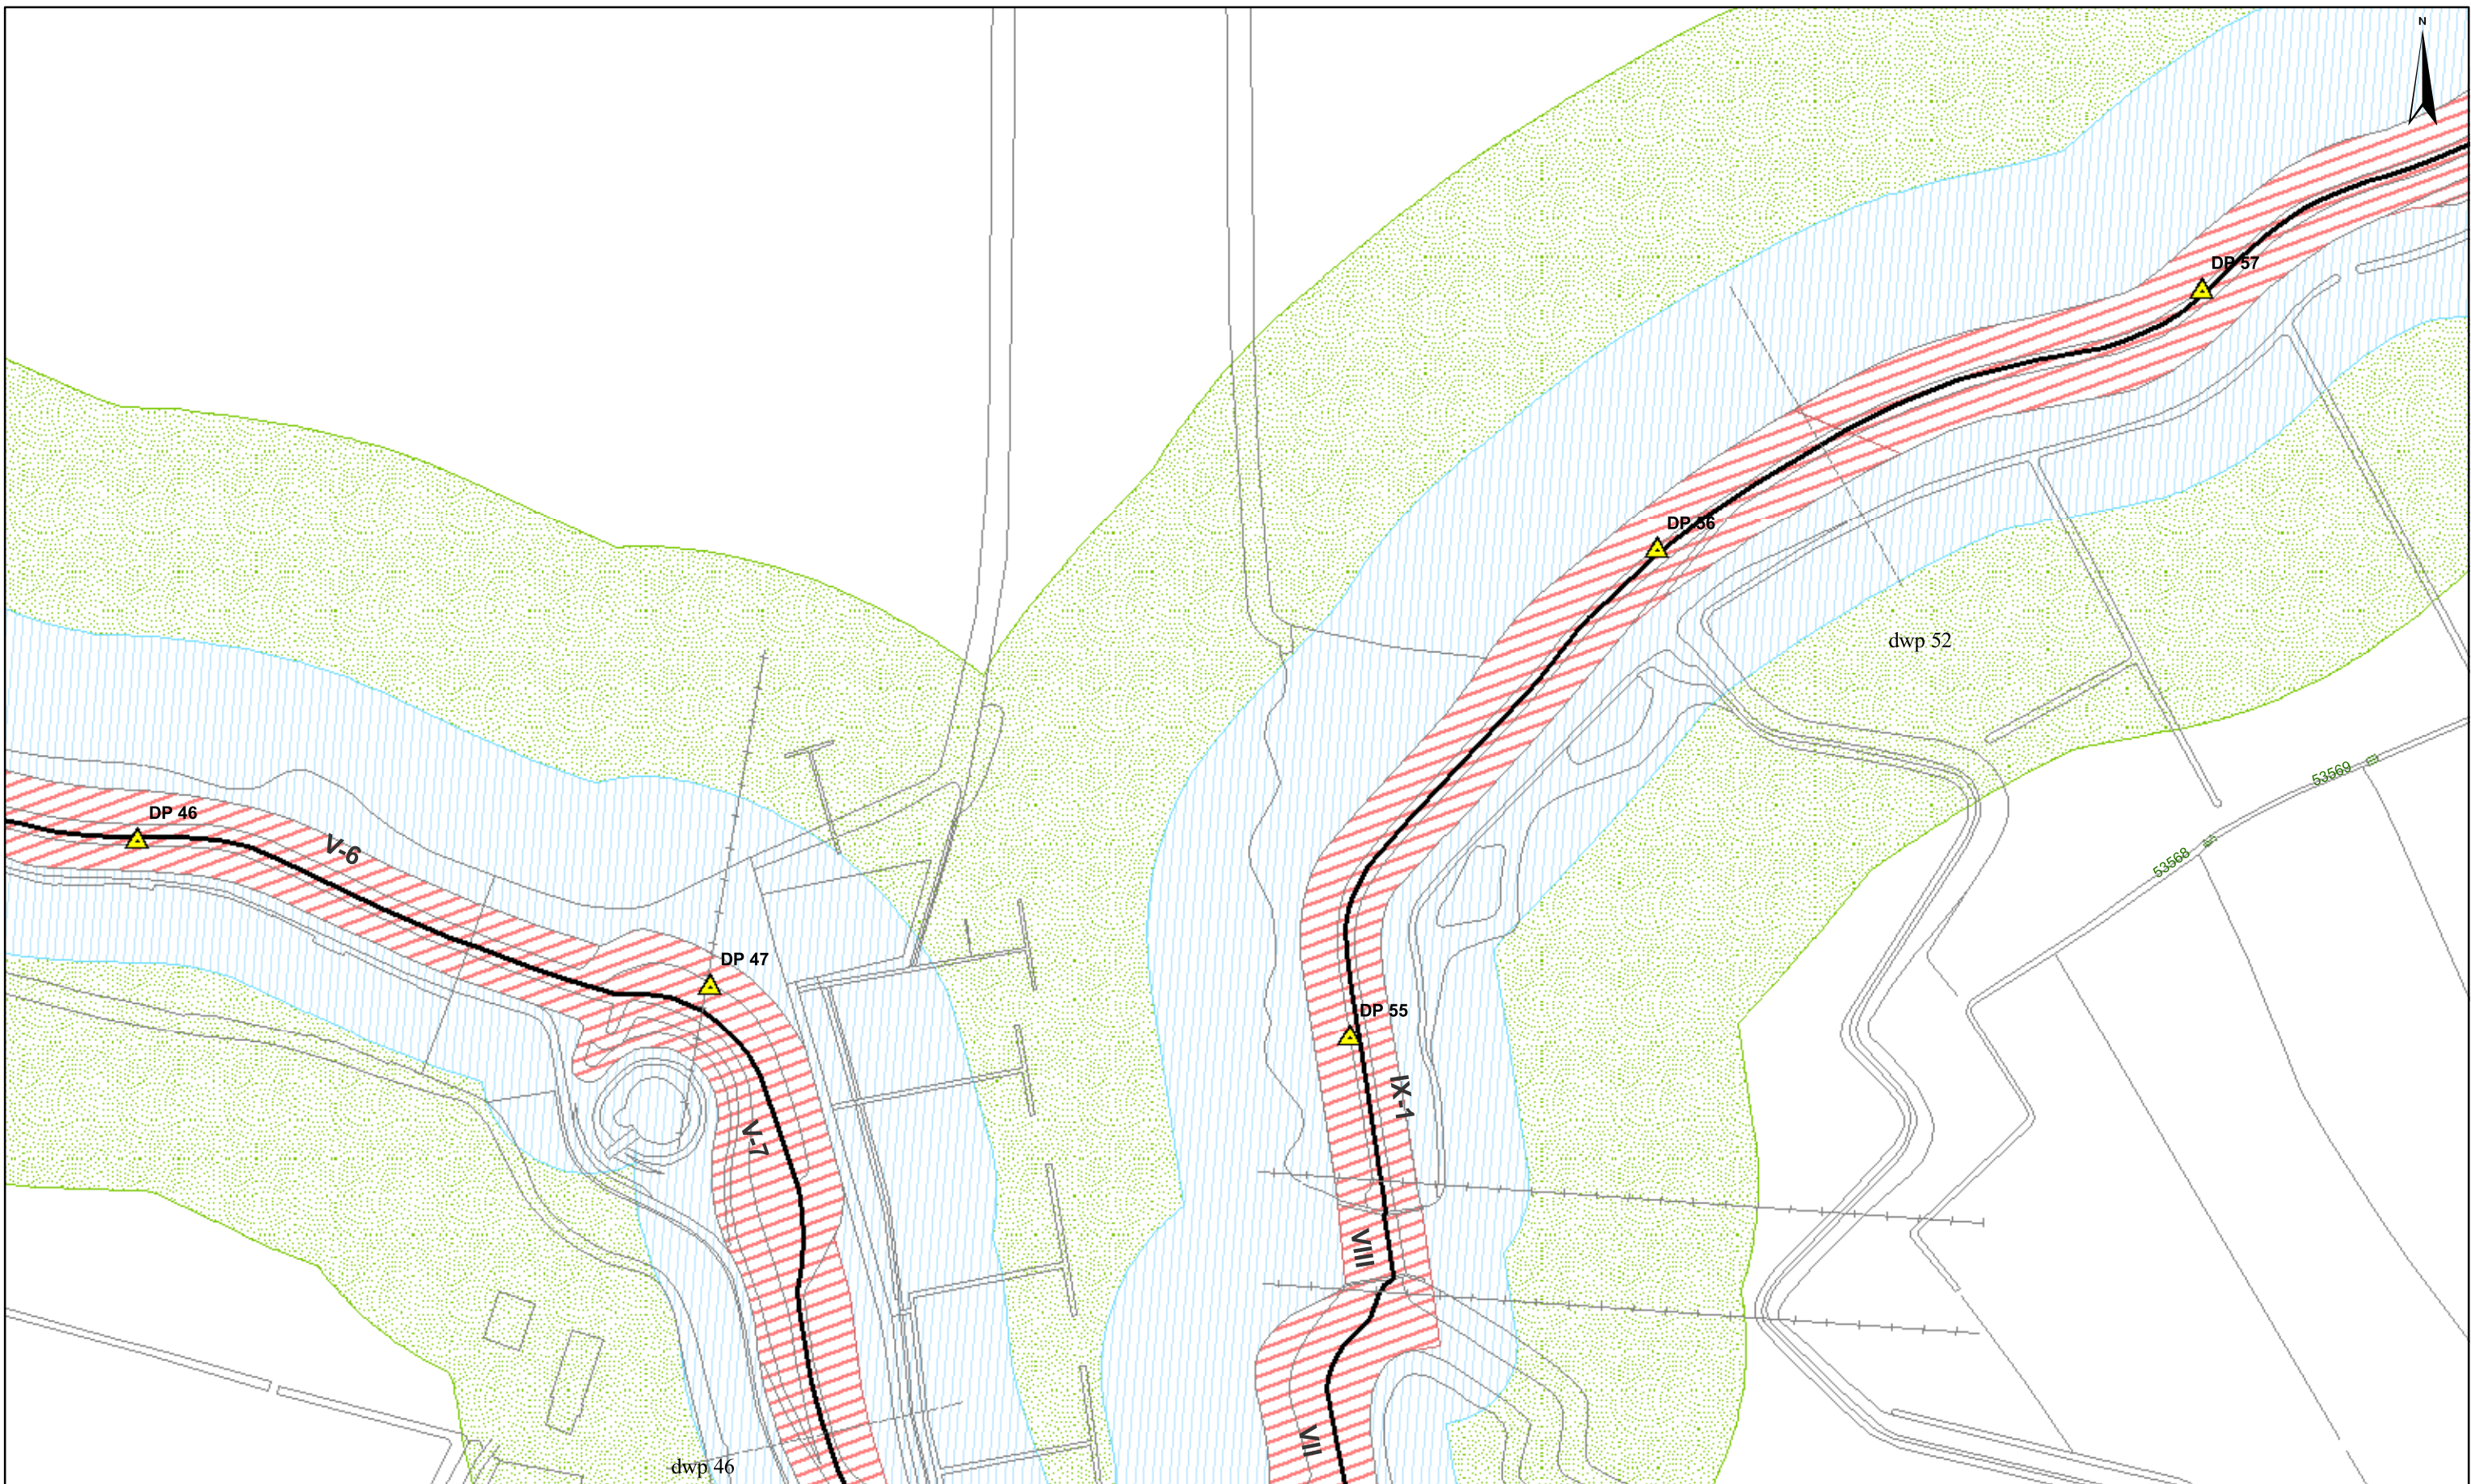 N
DP 57
DP 56
dwp 52
53569
DP 46
V-6
53568
DP 47
DP 55
IX-1
V-7
VIII
VII
dwp 46